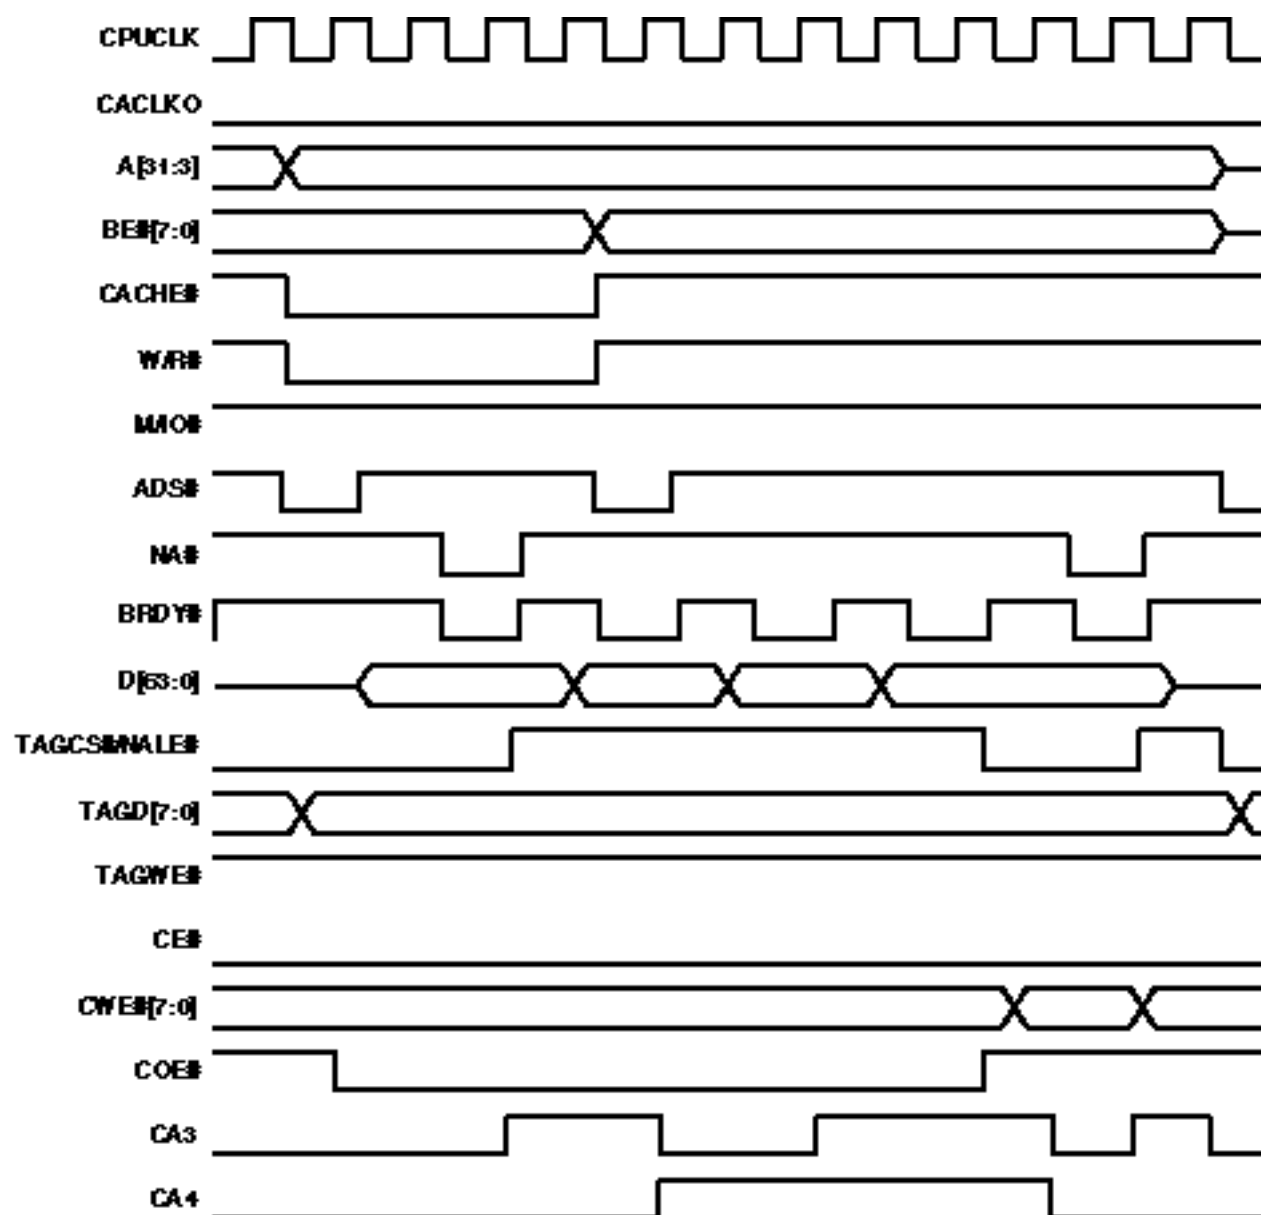 CPUCLK
CACLKO
A[31:3]
BE#[7:0]
CACHE#
W/R#
M/IO#
ADS#
NA#
BRDY#
D[63:0]
TAGCS#/NALE#
TAGD[7:0]
TAGWE#
CE#
CWE#[7:0]
COE#
CA3
CA4